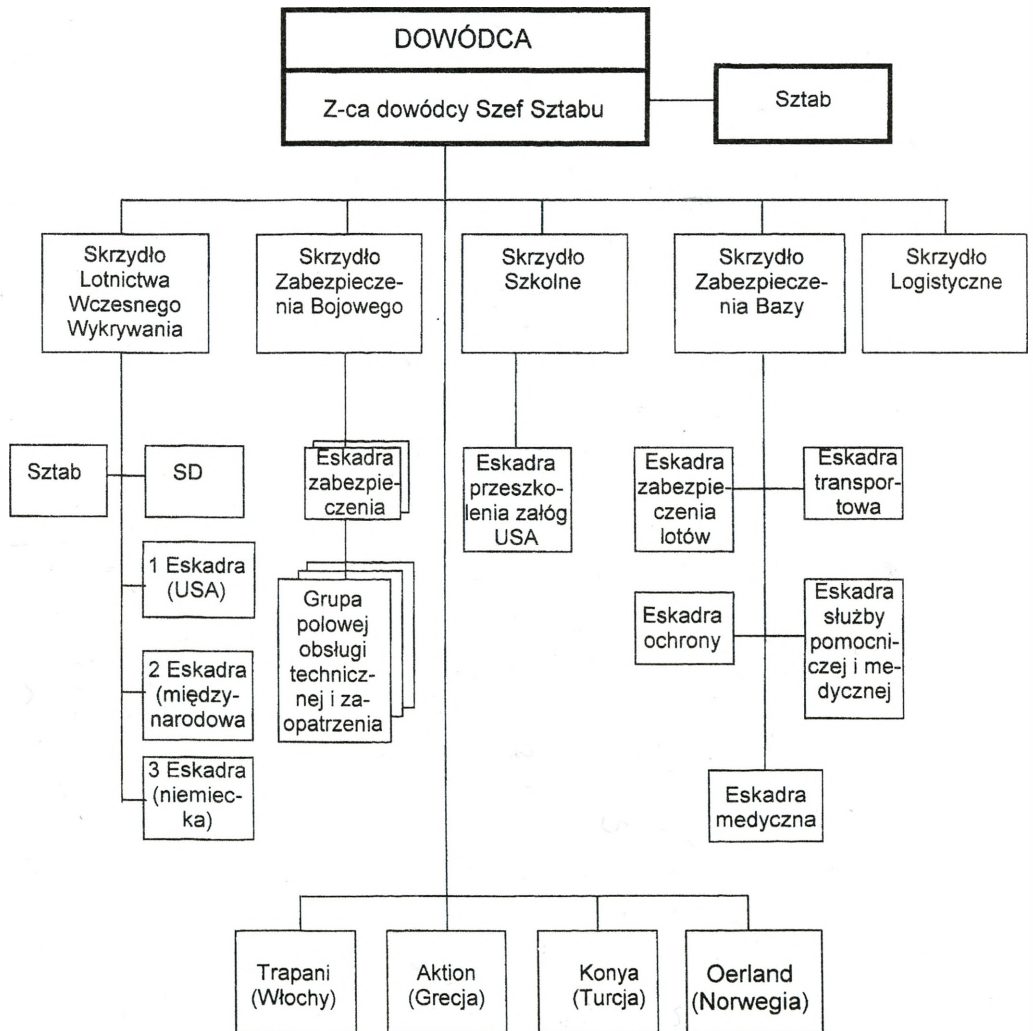 DOWÓDCA
Z-ca dowódcy Szef Sztabu
Sztab
Skrzydło
Lotnictwa
Wczesnego
Wykrywania
Skrzydło
Zabezpiecze-
nia Bojowego
Skrzydło
Szkolne
Skrzydło
Zabezpiecze-
nia Bazy
Skrzydło
Logistyczne
Sztab
SD
1 Eskadra
(USA)
2 Eskadra
(między-
narodowa
3 Eskadra
(niemiec-
ka)
Eskadra
zabezpie-
czenia
Grupa
polowej
obsługi
technicz-
nej i za-
opatrzenia
Eskadra
przeszko-
lenia załóg
USA
Eskadra
zabezpie-
czenia
lotów
Eskadra
transpor-
towa
Eskadra
ochrony
Eskadra
służby
pomocni-
czej i me-
dycznej
Eskadra
medyczna
Trapani
(Włochy)
Aktion
(Grecja)
Konya
(Turcja)
Oerland
(Norwegia)